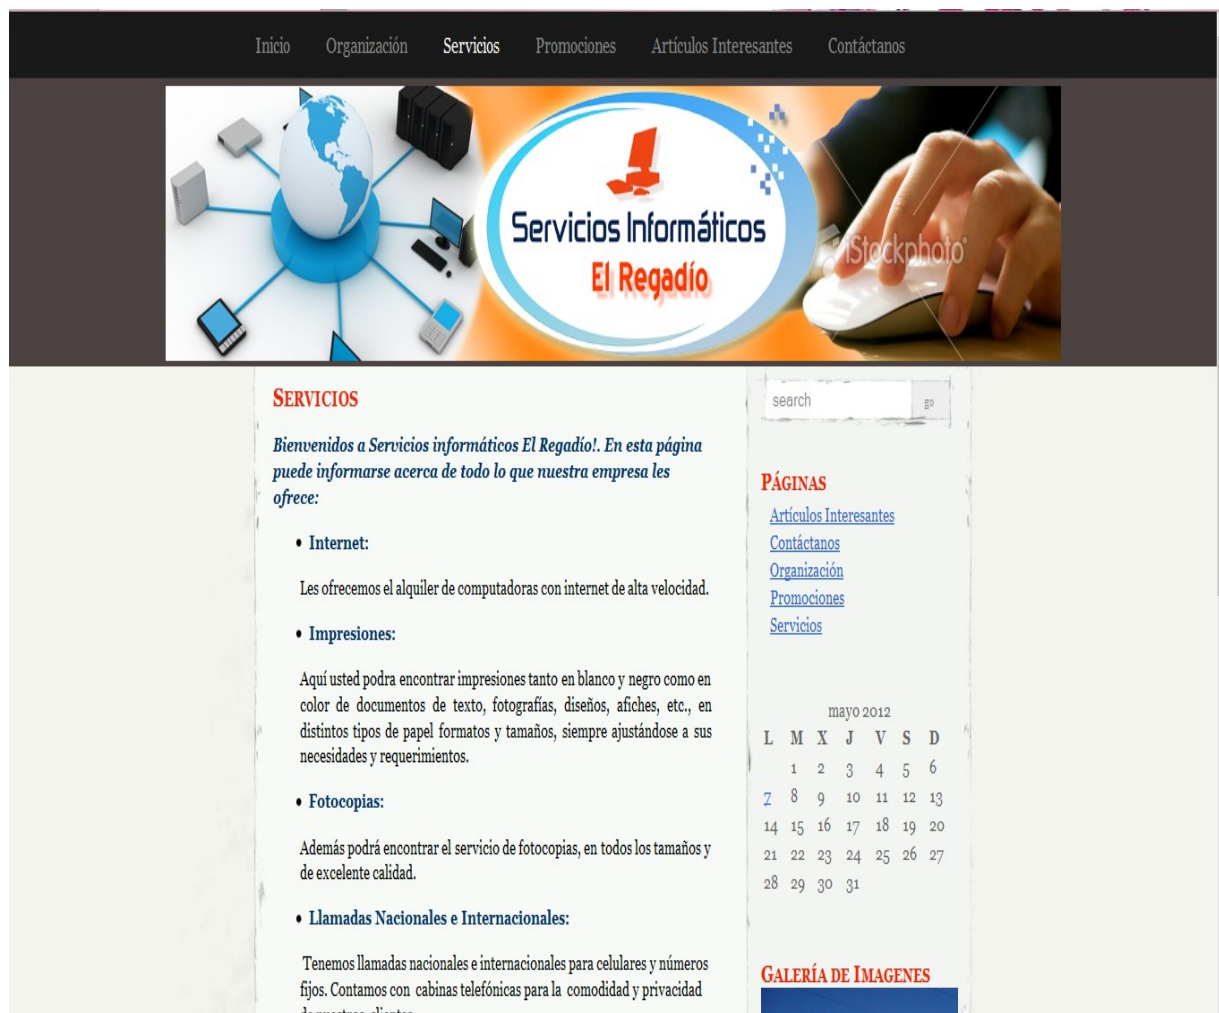 Inicio Organización Servicios Promociones Artículos Interesantes Contáctanos
Servicios Informáticos
El Regadío
iStockphoto
SERVICIOS
Bienvenidos a Servicios informáticos El Regadío!. En esta página
puede informarse acerca de todo lo que nuestra empresa les
ofrece:
• Internet:
Les ofrecemos el alquiler de computadoras con internet de alta velocidad.
• Impresiones:
Aquí usted podra encontrar impresiones tanto en blanco y negro como en
color de documentos de texto, fotografías, diseños, afiches, etc., en
distintos tipos de papel formatos y tamaños, siempre ajustándose a sus
necesidades y requerimientos.
• Fotocopias:
Además podrá encontrar el servicio de fotocopias, en todos los tamaños y
de excelente calidad.
• Llamadas Nacionales e Internacionales:
Tenemos llamadas nacionales e internacionales para celulares y números
fijos. Contamos con cabinas telefónicas para la comodidad y privacidad
search go
PÁGINAS
Artículos Interesantes
Contáctanos
Organización
Promociones
Servicios
mayo 2012
L M X J V S D
1 2 3 4 5 6
7 8 9 10 11 12 13
14 15 16 17 18 19 20
21 22 23 24 25 26 27
28 29 30 31
GALERÍA DE IMAGENES